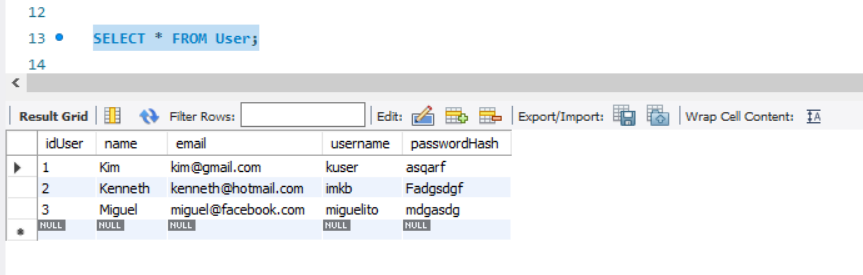 12
13 SELECT * FROM User;
14
Result Grid Filter Rows: Edit: Export/Import: Wrap Cell Content: IA
idUser name email username passwordHash
1 Kim kim@gmail.com kuser asqarf
2 Kenneth kenneth@hotmail.com imkb Fadgsdgf
3 Miguel miguel@facebook.com miguelito mdgasdg
NULL NULL NULL NULL NULL